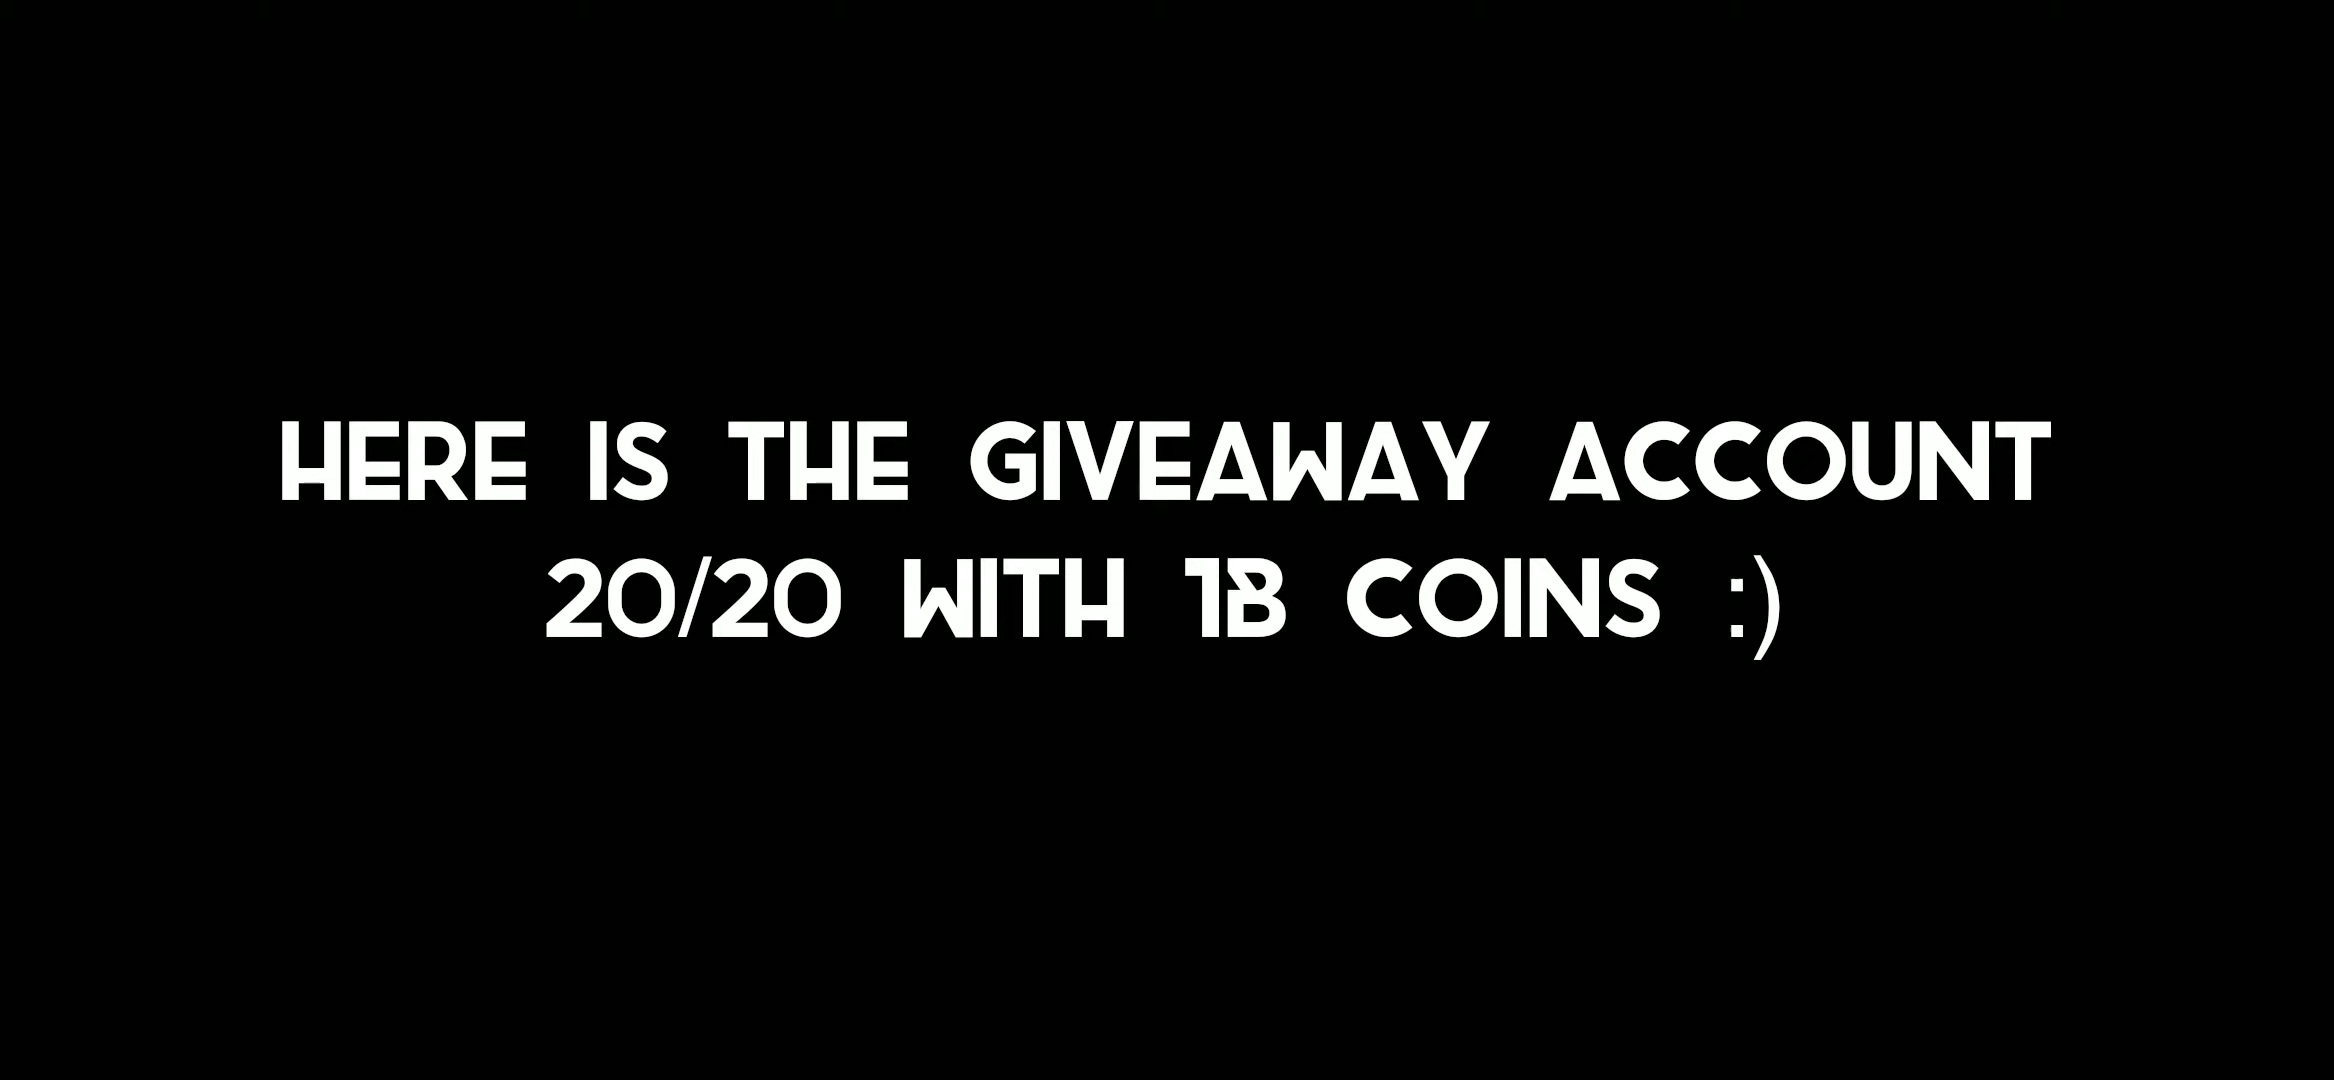 HERE IS THE GIVEAWAY ACCOUNT
20/20 WITH 1B COINS :)